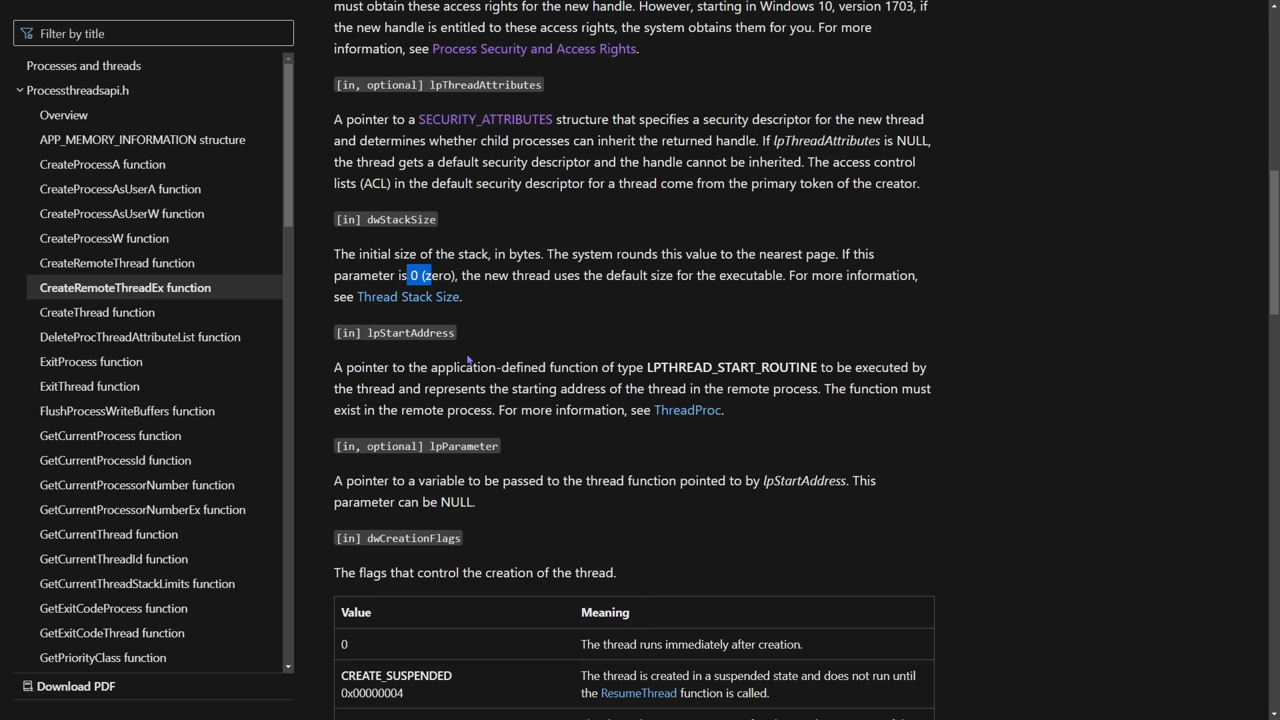 Filter by title
Processes and threads
Processthreadsapi.h
Overview
APP_MEMORY_INFORMATION structure
CreateProcessA function
CreateProcessAsUserA function
CreateProcessAsUserW function
CreateProcessW function
CreateRemoteThread function
CreateRemoteThreadEx function
CreateThread function
DeleteProcThreadAttributeList function
ExitProcess function
ExitThread function
FlushProcessWriteBuffers function
GetCurrentProcess function
GetCurrentProcessId function
GetCurrentProcessorNumber function
GetCurrentProcessorNumberEx function
GetCurrentThread function
GetCurrentThreadId function
GetCurrentThreadStackLimits function
GetExitCodeProcess function
GetExitCodeThread function
GetPriorityClass function
Download PDF
must obtain these access rights for the new handle. However, starting in Windows 10, version 1703, if
the new handle is entitled to these access rights, the system obtains them for you. For more
information, see Process Security and Access Rights.
[in, optional] lpThreadAttributes
A pointer to a SECURITY_ATTRIBUTES structure that specifies a security descriptor for the new thread
and determines whether child processes can inherit the returned handle. If lpThreadAttributes is NULL,
the thread gets a default security descriptor and the handle cannot be inherited. The access control
lists (ACL) in the default security descriptor for a thread come from the primary token of the creator.
[in] dwStackSize
The initial size of the stack, in bytes. The system rounds this value to the nearest page. If this
parameter is 0 (zero), the new thread uses the default size for the executable. For more information,
see Thread Stack Size.
[in] lpStartAddress
A pointer to the application-defined function of type LPTHREAD_START_ROUTINE to be executed by
the thread and represents the starting address of the thread in the remote process. The function must
exist in the remote process. For more information, see ThreadProc.
[in, optional] lpParameter
A pointer to a variable to be passed to the thread function pointed to by lpStartAddress. This
parameter can be NULL.
[in] dwCreationFlags
The flags that control the creation of the thread.
Value Meaning
0 The thread runs immediately after creation.
CREATE_SUSPENDED The thread is created in a suspended state and does not run until
0x00000004 the ResumeThread function is called.